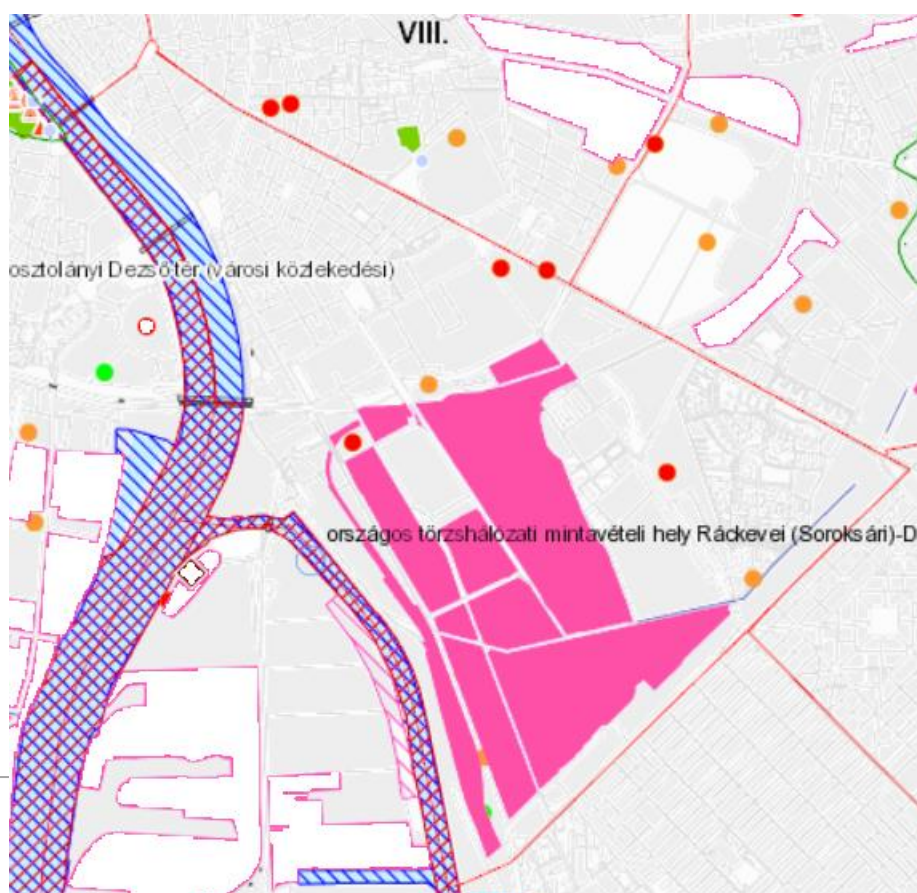 VIII.
osztolányi Dezső tér (városi közlekedési)
országos törzshálózati mintavételi hely Ráckevei (Soroksári)-D